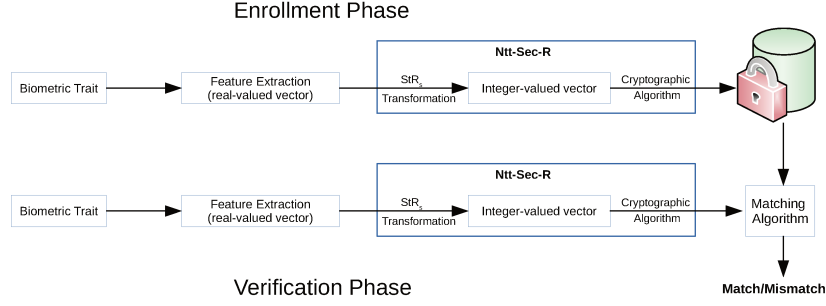 Enrollment Phase
Ntt-Sec-R
Biometric Trait
Feature Extraction
(real-valued vector)
StRs
Transformation
Integer-valued vector
Cryptographic
Algorithm
Ntt-Sec-R
Biometric Trait
Feature Extraction
(real-valued vector)
StRs
Transformation
Integer-valued vector
Cryptographic
Algorithm
Matching
Algorithm
Verification Phase
Match/Mismatch